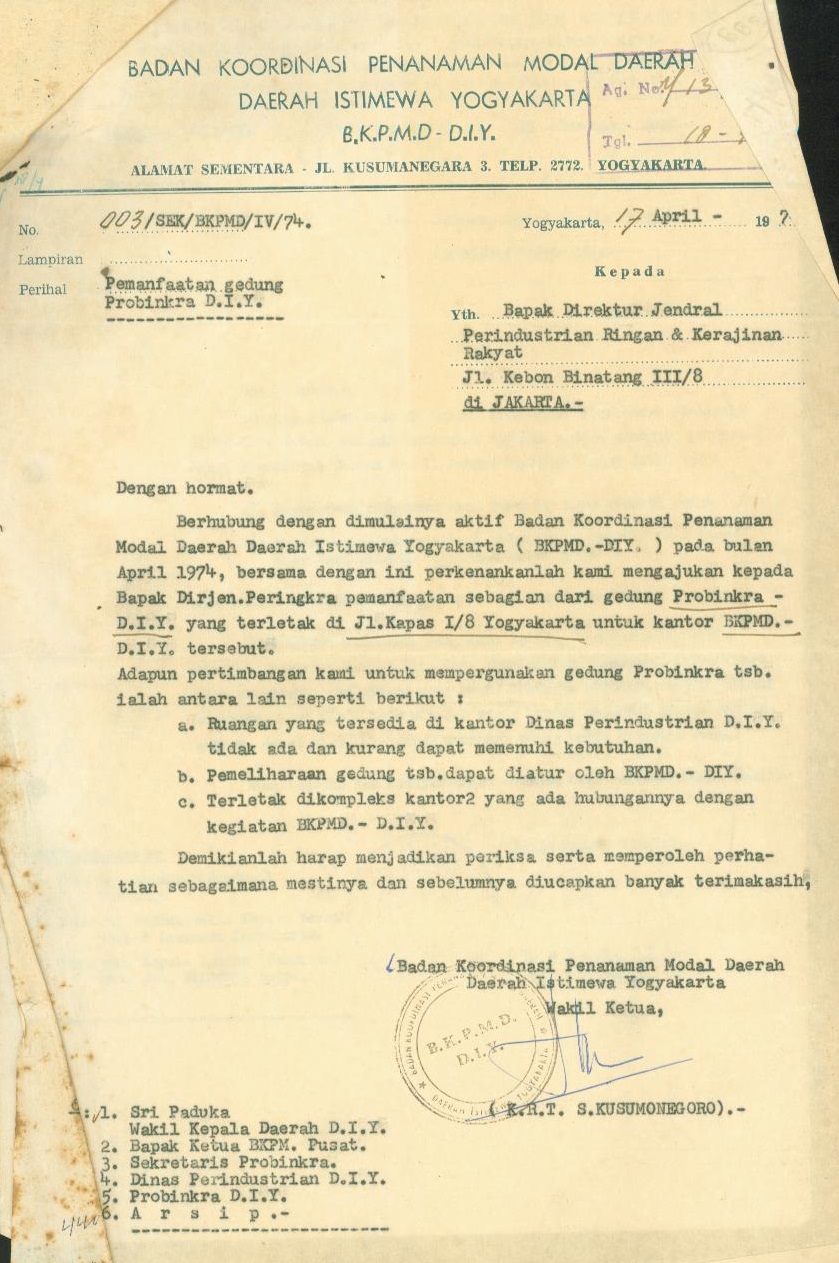 BADAN KOORDINASI PENANAMAN MODAL DAERAH
DAERAH ISTIMEWA YOGYAKARTA
B.K.P.M.D - D.I.Y.
ALAMAT SEMENTARA - JL. KUSUMANEGARA 3. TELP. 2772. YOGYAKARTA.
Ag. No.
Tgl. 18 -
No. 003/SEK/BKPMD/IV/74.
Yogyakarta, 17 April - 197
Lampiran
Perihal Pemanfaatan gedung
Probinkra D.I.Y.
Kepada
Yth. Bapak Direktur Jendral
Perindustrian Ringan & Kerajinan
Rakyat
Jl. Kebon Binatang III/8
di JAKARTA.-
Dengan hormat.
Berhubung dengan dimulainya aktif Badan Koordinasi Penanaman
Modal Daerah Daerah Istimewa Yogyakarta ( BKPMD.-DIY. ) pada bulan
April 1974, bersama dengan ini perkenankanlah kami mengajukan kepada
Bapak Dirjen.Peringkra pemanfaatan sebagian dari gedung Probinkra -
D.I.Y. yang terletak di Jl.Kapas I/8 Yogyakarta untuk kantor BKPMD.-
D.I.Y. tersebut.
Adapun pertimbangan kami untuk mempergunakan gedung Probinkra tsb.
ialah antara lain seperti berikut :
a. Ruangan yang tersedia di kantor Dinas Perindustrian D.I.Y.
tidak ada dan kurang dapat memenuhi kebutuhan.
b. Pemeliharaan gedung tsb.dapat diatur oleh BKPMD.- DIY.
c. Terletak dikompleks kantor2 yang ada hubungannya dengan
kegiatan BKPMD.- D.I.Y.
Demikianlah harap menjadikan periksa serta memperoleh perha-
tian sebagaimana mestinya dan sebelumnya diucapkan banyak terimakasih,
Badan Koordinasi Penanaman Modal Daerah
Daerah Istimewa Yogyakarta
Wakil Ketua,
B.K.P.M.D.
D.I.Y.
( K.R.T. S.KUSUMONEGORO).-
1. Sri Paduka
Wakil Kepala Daerah D.I.Y.
2. Bapak Ketua BKPM. Pusat.
3. Sekretaris Probinkra.
4. Dinas Perindustrian D.I.Y.
5. Probinkra D.I.Y.
6. A r s i p .-